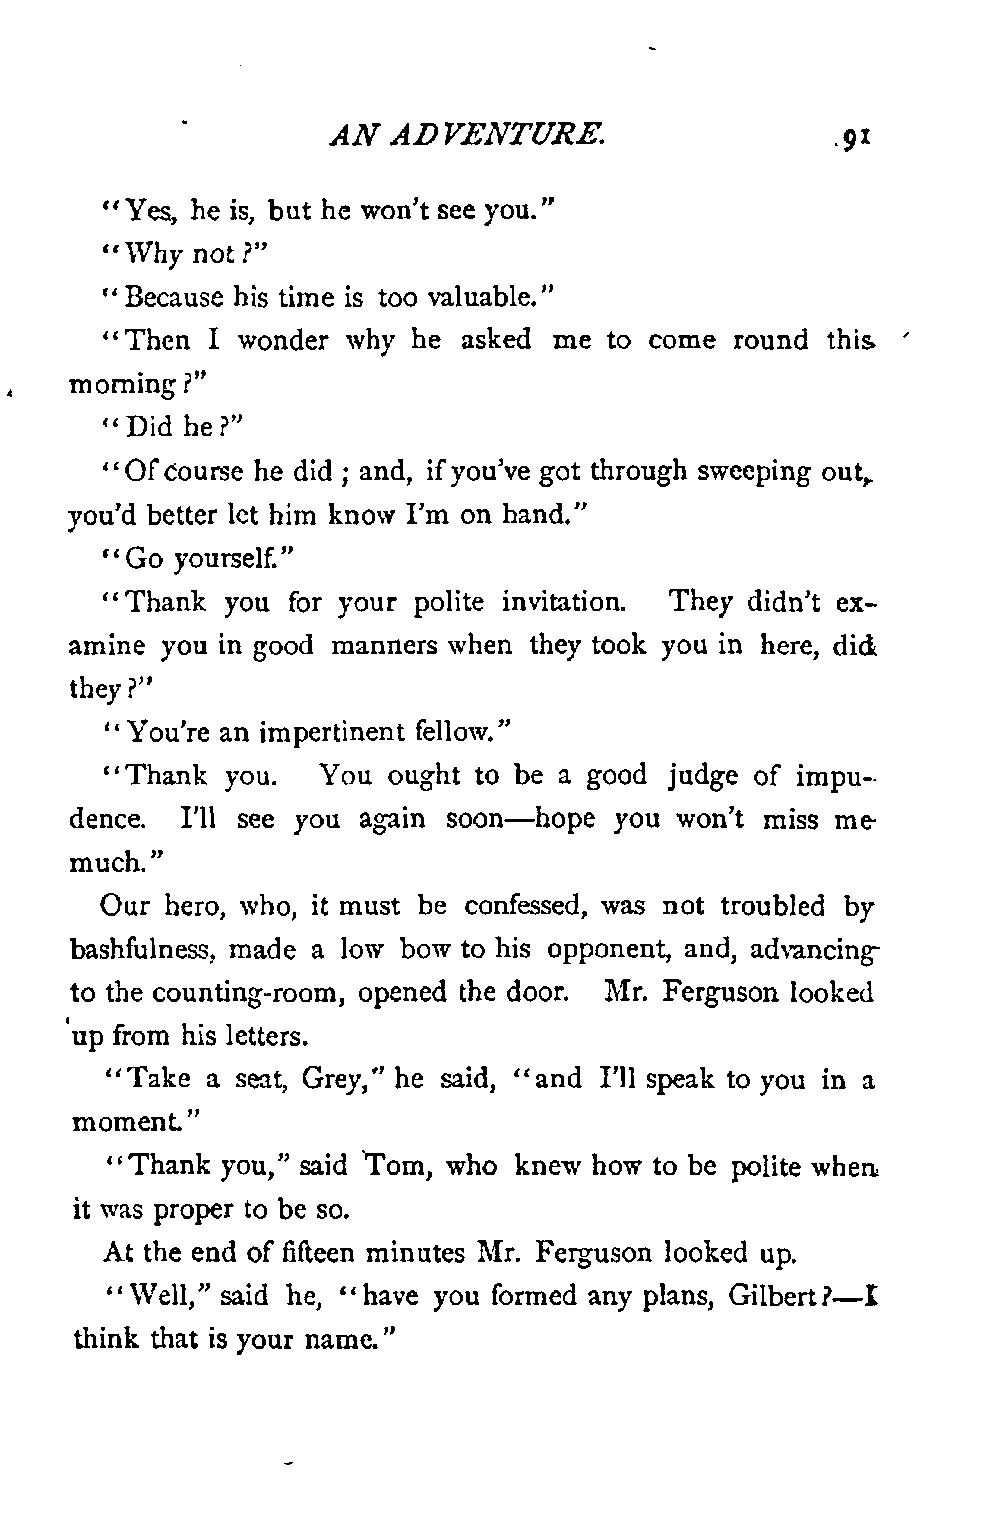 AN ADVENTURE. 91
"Yes, he is, but he won't see you."
"Why not?"
"Because his time is too valuable."
"Then I wonder why he asked me to come round this
morning?"
"Did he?"
"Of course he did; and, if you've got through sweeping out,
you'd better let him know I'm on hand."
"Go yourself."
"Thank you for your polite invitation. They didn't ex-
amine you in good manners when they took you in here, did
they?"
"You're an impertinent fellow."
"Thank you. You ought to be a good judge of impu-
dence. I'll see you again soon—hope you won't miss me
much."
Our hero, who, it must be confessed, was not troubled by
bashfulness, made a low bow to his opponent, and, advancing
to the counting-room, opened the door. Mr. Ferguson looked
up from his letters.
"Take a seat, Grey," he said, "and I'll speak to you in a
moment."
"Thank you," said Tom, who knew how to be polite when
it was proper to be so.
At the end of fifteen minutes Mr. Ferguson looked up.
"Well," said he, "have you formed any plans, Gilbert?—I
think that is your name."